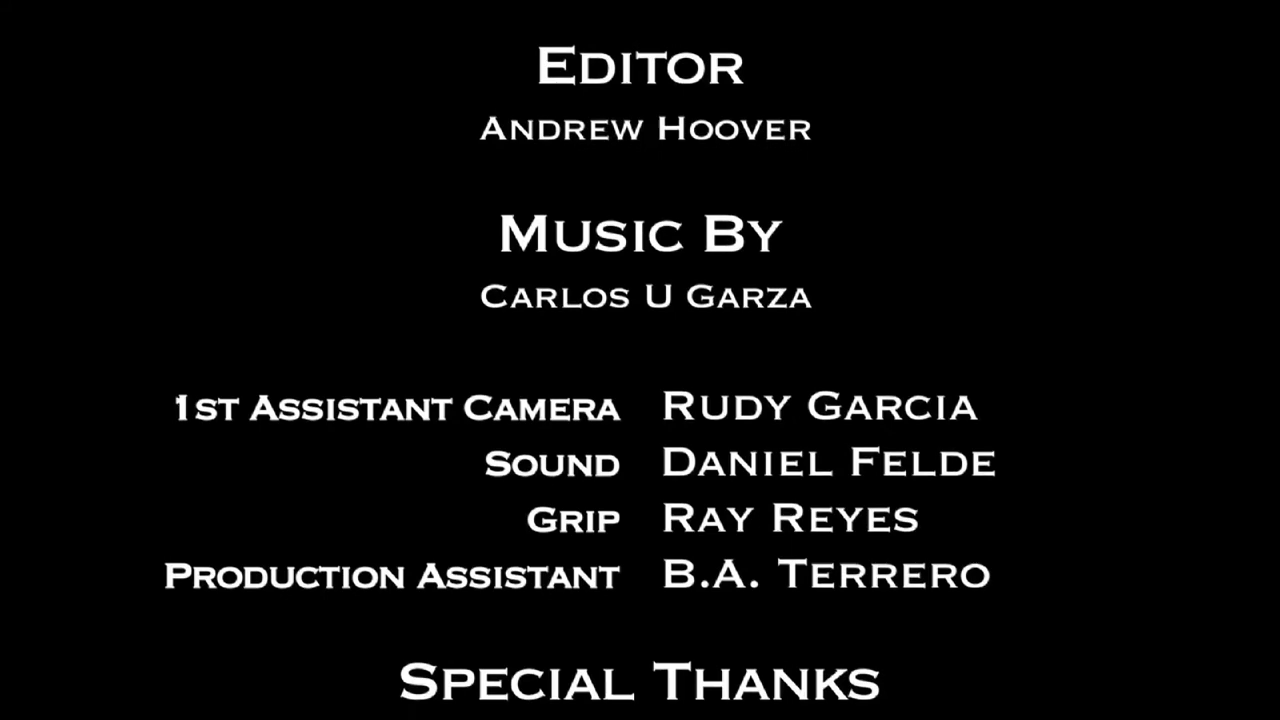 EDITOR
ANDREW HOOVER
MUSIC BY
CARLOS U GARZA
1ST ASSISTANT CAMERA RUDY GARCIA
SOUND DANIEL FELDE
GRIP RAY REYES
PRODUCTION ASSISTANT B.A. TERRERO
SPECIAL THANKS